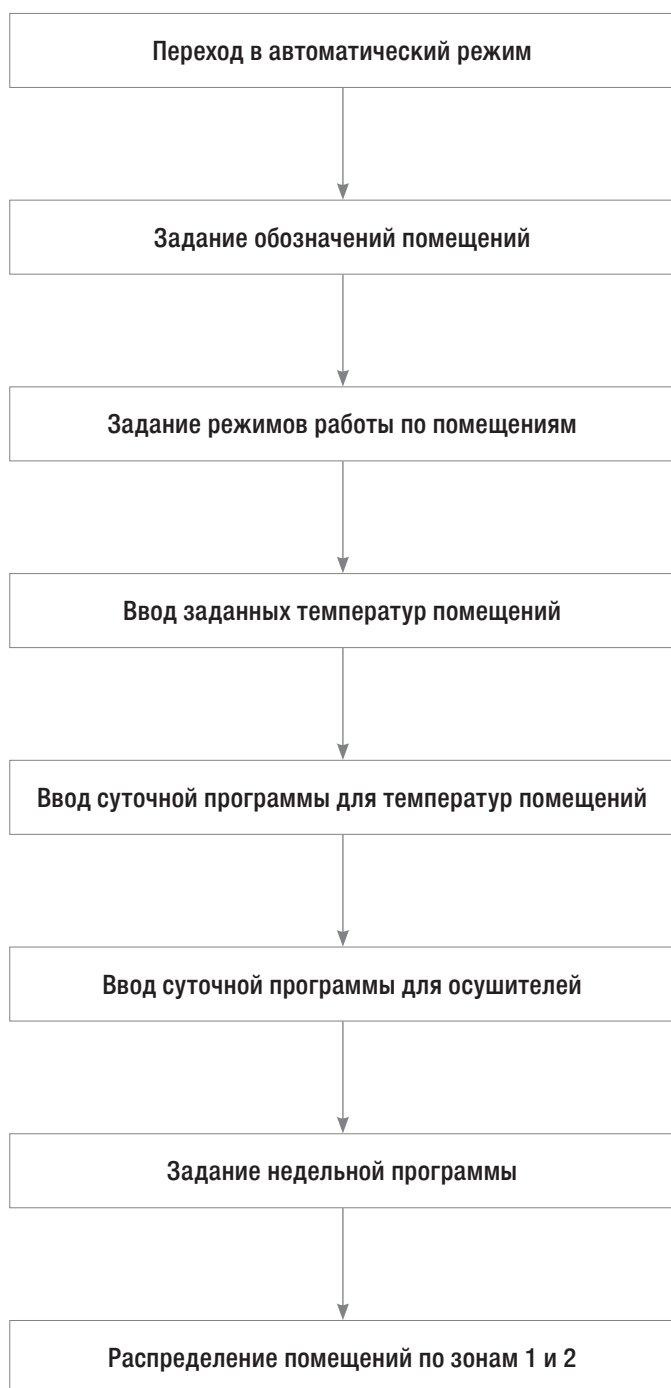 Переход в автоматический режим
Задание обозначений помещений
Задание режимов работы по помещениям
Ввод заданных температур помещений
Ввод суточной программы для температур помещений
Ввод суточной программы для осушителей
Задание недельной программы
Распределение помещений по зонам 1 и 2